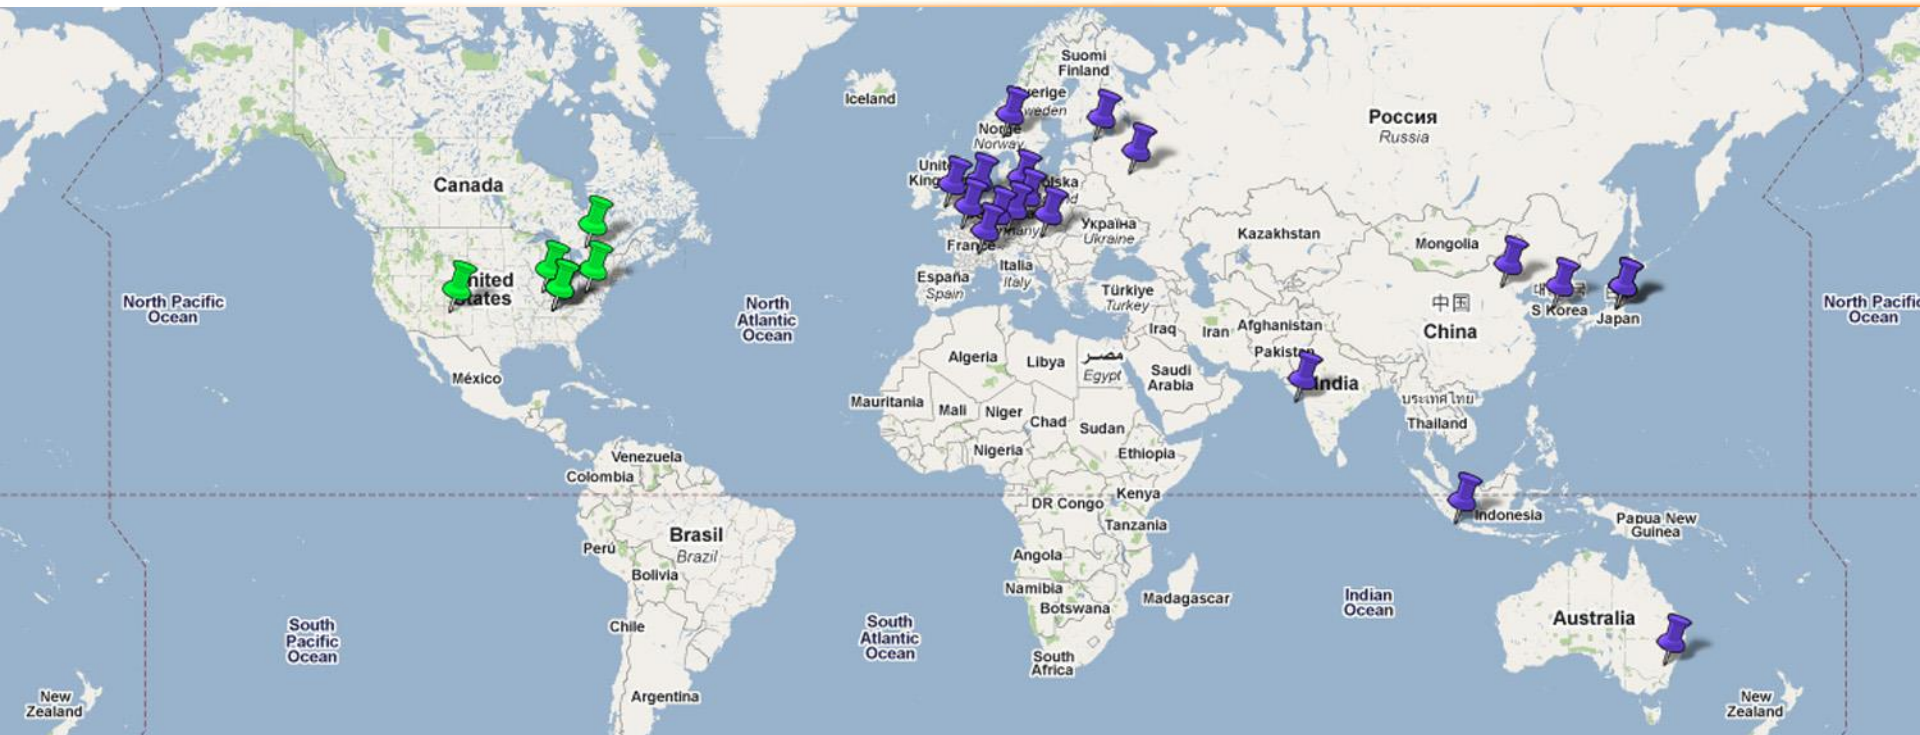 Suomi
Finland
Iceland
Россия
Russia
Norge
Norway
Canada
Україна
Ukraine
Kazakhstan
Mongolia
France
Italia
Italy
España
Spain
Türkiye
Turkey
North Pacific
Ocean
North
Atlantic
Ocean
中国
China
S Korea
Japan
North Pacific
Ocean
Iraq
Iran
Afghanistan
Pakistan
México
Algeria
Libya
مصر
Egypt
Saudi
Arabia
India
Mauritania
Mali
Niger
Chad
Sudan
ประเทศไทย
Thailand
Nigeria
Ethiopia
Venezuela
Colombia
DR Congo
Kenya
Tanzania
Indonesia
Papua New
Guinea
Brasil
Brazil
Perú
Bolivia
Angola
Namibia
Botswana
Madagascar
Indian
Ocean
Australia
South
Pacific
Ocean
Chile
South
Atlantic
Ocean
South
Africa
Argentina
New
Zealand
New
Zealand